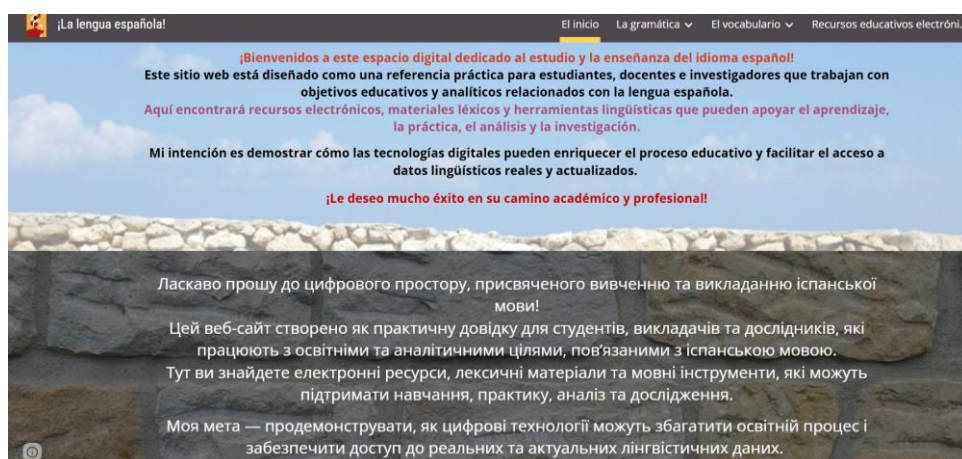 ¡La lengua española!
El inicio La gramática El vocabulario Recursos educativos electróni.
¡Bienvenidos a este espacio digital dedicado al estudio y la enseñanza del idioma español!
Este sitio web está diseñado como una referencia práctica para estudiantes, docentes e investigadores que trabajan con
objetivos educativos y analíticos relacionados con la lengua española.
Aquí encontrará recursos electrónicos, materiales léxicos y herramientas lingüísticas que pueden apoyar el aprendizaje,
la práctica, el análisis y la investigación.
Mi intención es demostrar cómo las tecnologías digitales pueden enriquecer el proceso educativo y facilitar el acceso a
datos lingüísticos reales y actualizados.
¡Le deseo mucho éxito en su camino académico y profesional!
Ласкаво прошу до цифрового простору, присвяченого вивченню та викладанню іспанської
мови!
Цей веб-сайт створено як практичну довідку для студентів, викладачів та дослідників, які
працюють з освітніми та аналітичними цілями, пов’язаними з іспанською мовою.
Тут ви знайдете електронні ресурси, лексичні матеріали та мовні інструменти, які можуть
підтримати навчання, практику, аналіз та дослідження.
Моя мета — продемонструвати, як цифрові технології можуть збагатити освітній процес і
забезпечити доступ до реальних та актуальних лінгвістичних даних.